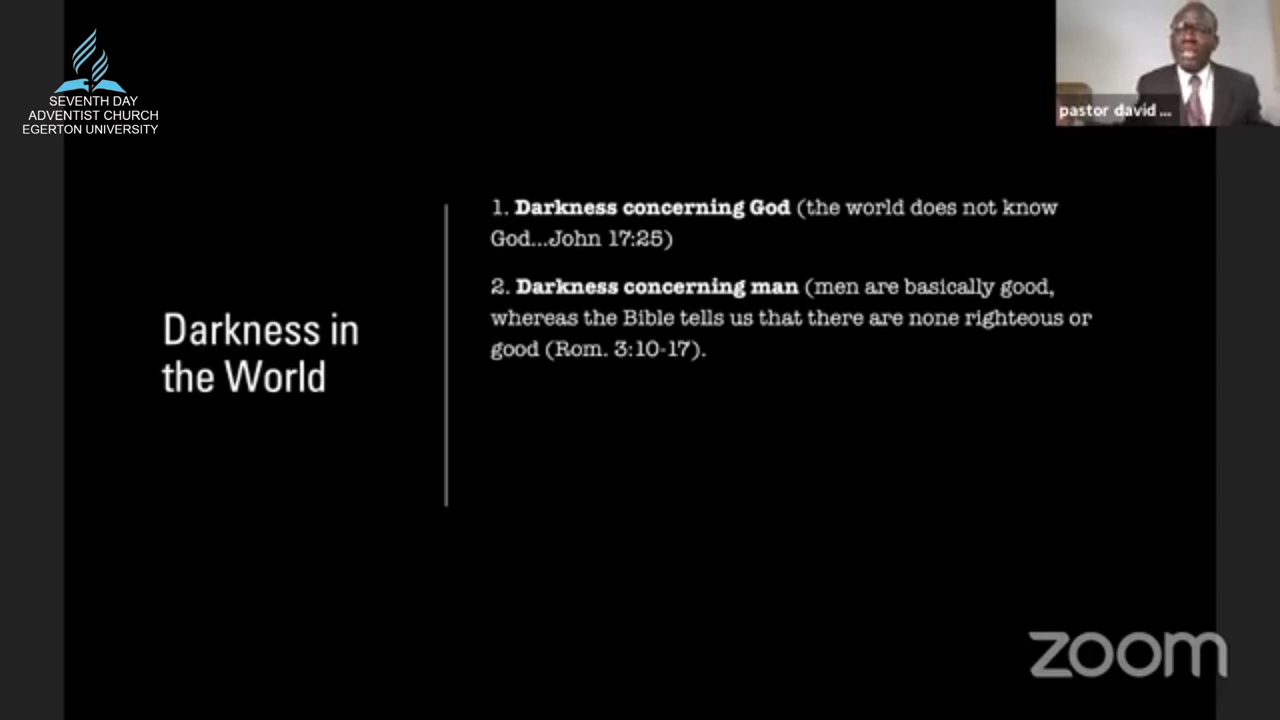 SEVENTH DAY
ADVENTIST CHURCH
EGERTON UNIVERSITY
pastor david ...
Darkness in
the World
1. Darkness concerning God (the world does not know
God...John 17:25)
2. Darkness concerning man (men are basically good,
whereas the Bible tells us that there are none righteous or
good (Rom. 3:10-17).
zoom